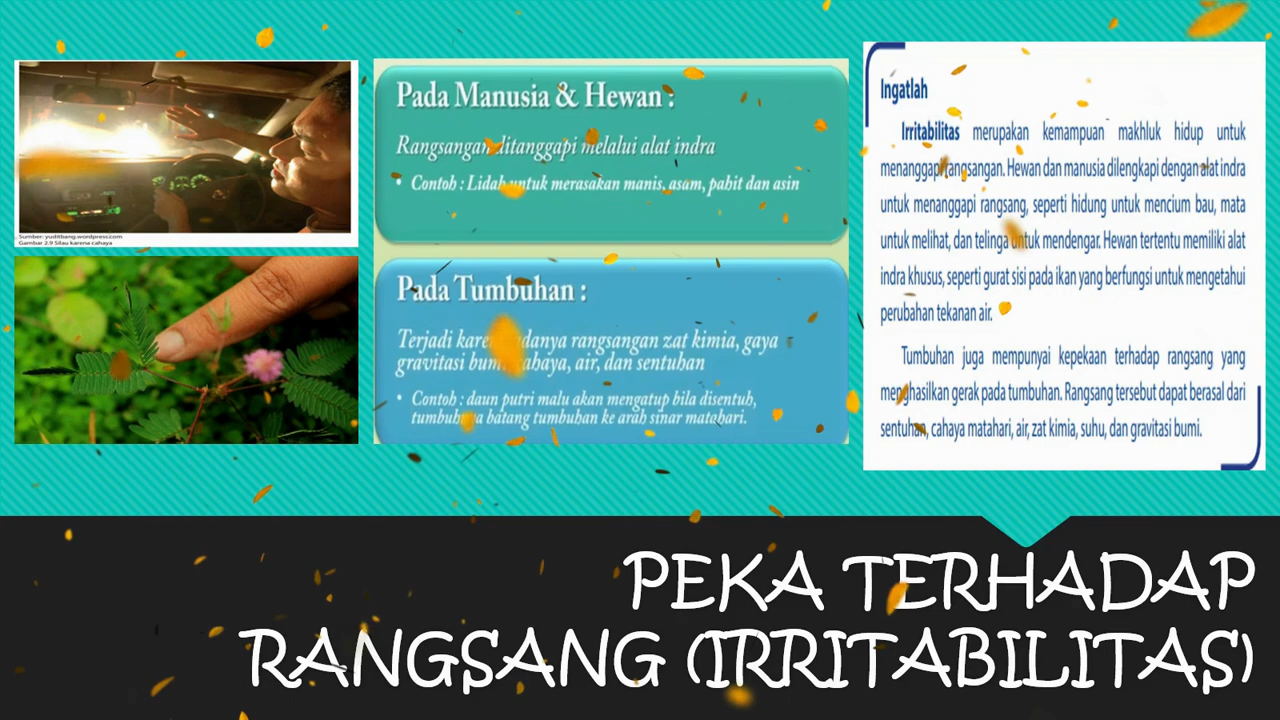 Sumber: yuditbang.wordpress.com
Gambar 2.9 Silau karena cahaya
Pada Manusia & Hewan :
Rangsangan ditanggapi melalui alat indra
• Contoh : Lidah untuk merasakan manis, asam, pahit dan asin
Pada Tumbuhan :
Terjadi karena adanya rangsangan zat kimia, gaya
gravitasi bumi, cahaya, air, dan sentuhan
• Contoh : daun putri malu akan mengatup bila disentuh,
tumbuhnya batang tumbuhan ke arah sinar matahari.
Ingatlah
Irritabilitas merupakan kemampuan makhluk hidup untuk
menanggapi rangsangan. Hewan dan manusia dilengkapi dengan alat indra
untuk menanggapi rangsang, seperti hidung untuk mencium bau, mata
untuk melihat, dan telinga untuk mendengar. Hewan tertentu memiliki alat
indra khusus, seperti gurat sisi pada ikan yang berfungsi untuk mengetahui
perubahan tekanan air.
Tumbuhan juga mempunyai kepekaan terhadap rangsang yang
menghasilkan gerak pada tumbuhan. Rangsang tersebut dapat berasal dari
sentuhan, cahaya matahari, air, zat kimia, suhu, dan gravitasi bumi.
PEKA TERHADAP
RANGSANG (IRRITABILITAS)